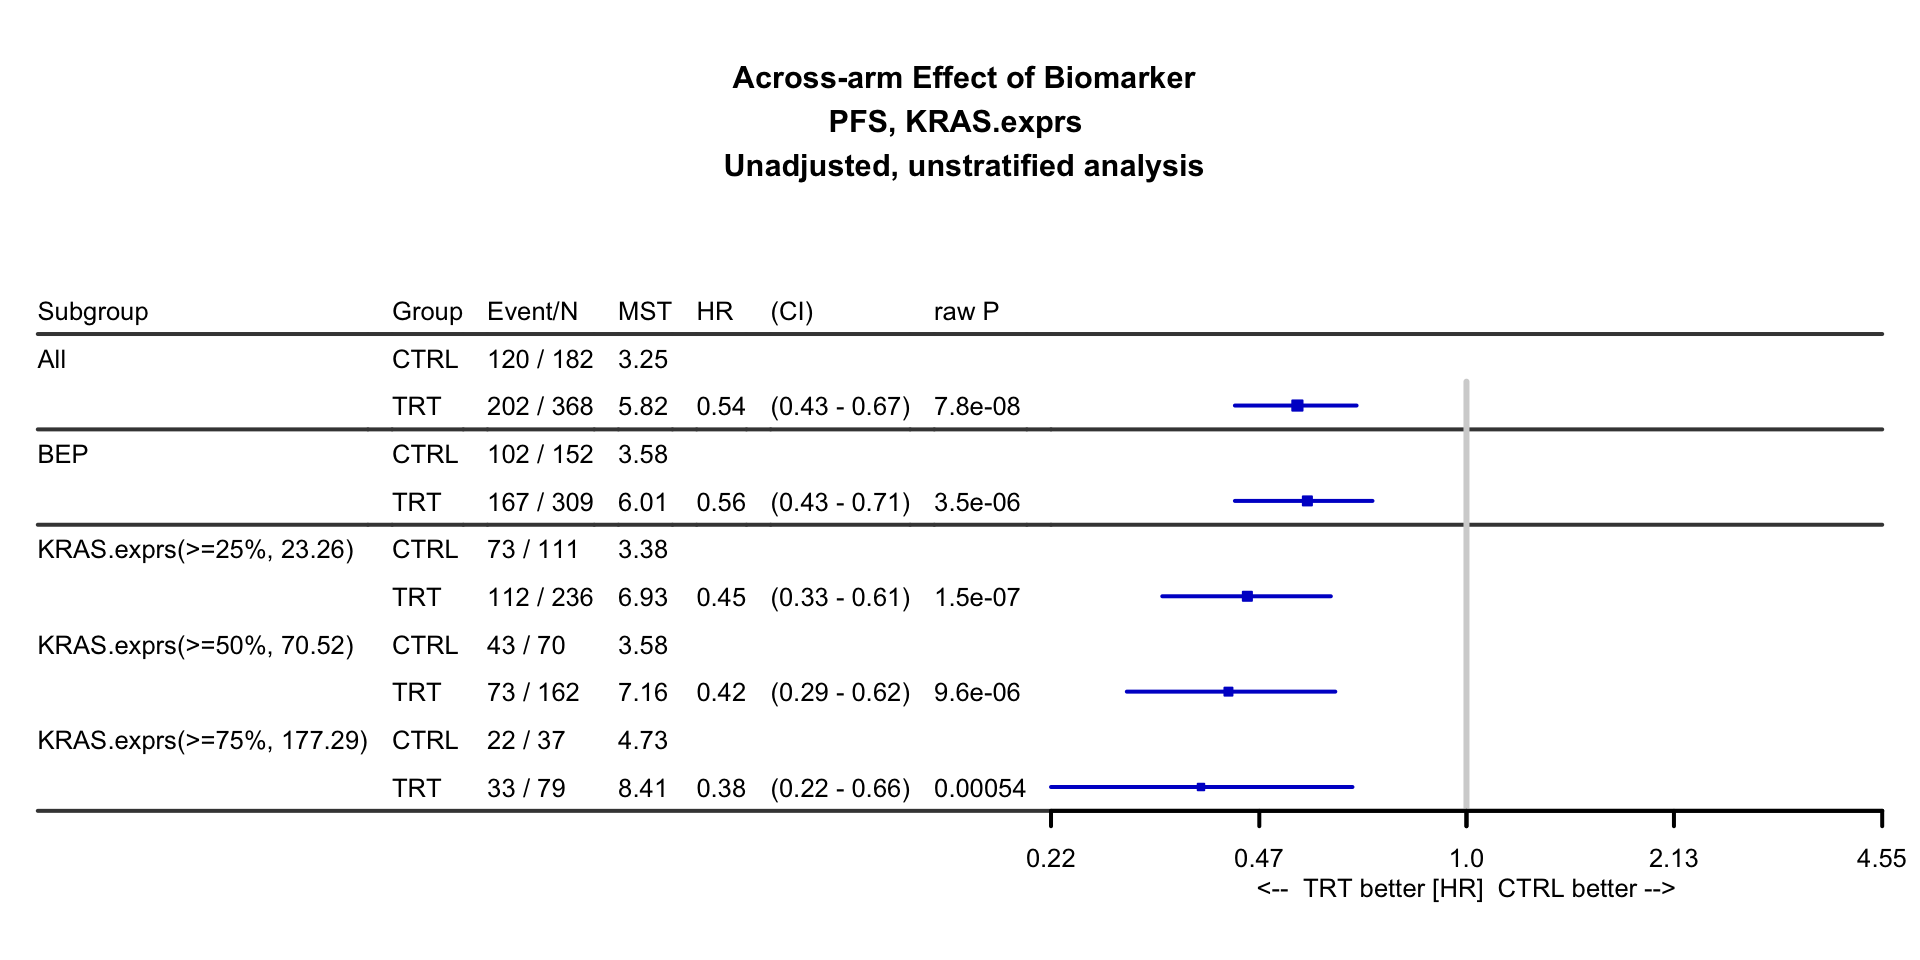 Across-arm Effect of Biomarker
PFS, KRAS.exprs
Unadjusted, unstratified analysis
Subgroup Group Event/N MST HR (CI) raw P
All CTRL 120 / 182 3.25
TRT 202 / 368 5.82 0.54 (0.43 - 0.67) 7.8e-08
BEP CTRL 102 / 152 3.58
TRT 167 / 309 6.01 0.56 (0.43 - 0.71) 3.5e-06
KRAS.exprs(>=25%, 23.26) CTRL 73 / 111 3.38
TRT 112 / 236 6.93 0.45 (0.33 - 0.61) 1.5e-07
KRAS.exprs(>=50%, 70.52) CTRL 43 / 70 3.58
TRT 73 / 162 7.16 0.42 (0.29 - 0.62) 9.6e-06
KRAS.exprs(>=75%, 177.29) CTRL 22 / 37 4.73
TRT 33 / 79 8.41 0.38 (0.22 - 0.66) 0.00054
0.22 0.47 1.0 2.13 4.55
<-- TRT better [HR] CTRL better -->